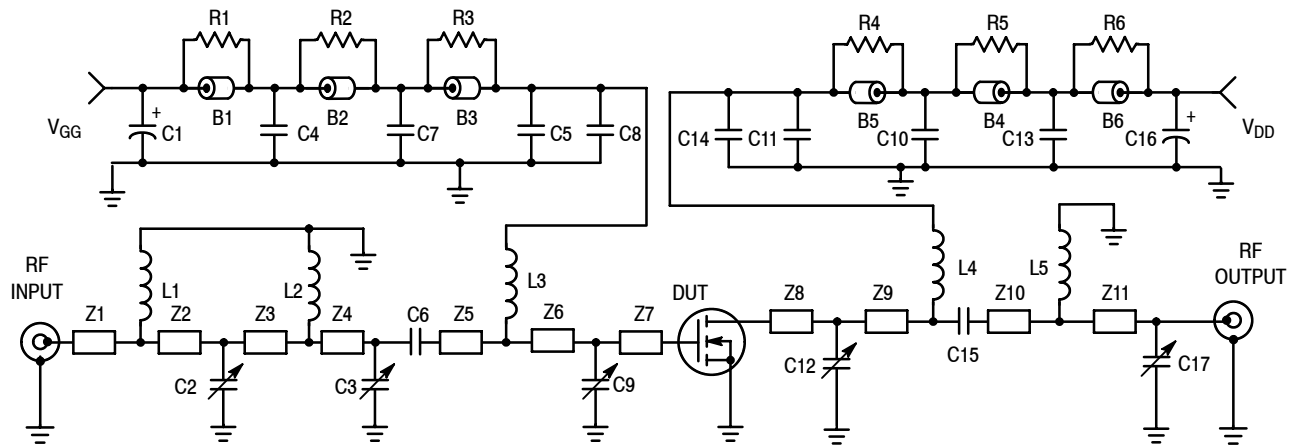 R1 R2 R3 R4 R5 R6
B1 B2 B3 B5 B4 B6
VGG + C1 C4 C7 C5 C8 C14 C11 C10 C13 C16 + VDD
RF
INPUT
L1 L2 L3 L4 L5
RF
OUTPUT
Z1 Z2 Z3 Z4 C6 Z5 Z6 Z7 DUT Z8 Z9 Z10 Z11
C2 C3 C9 C12 C15 C17